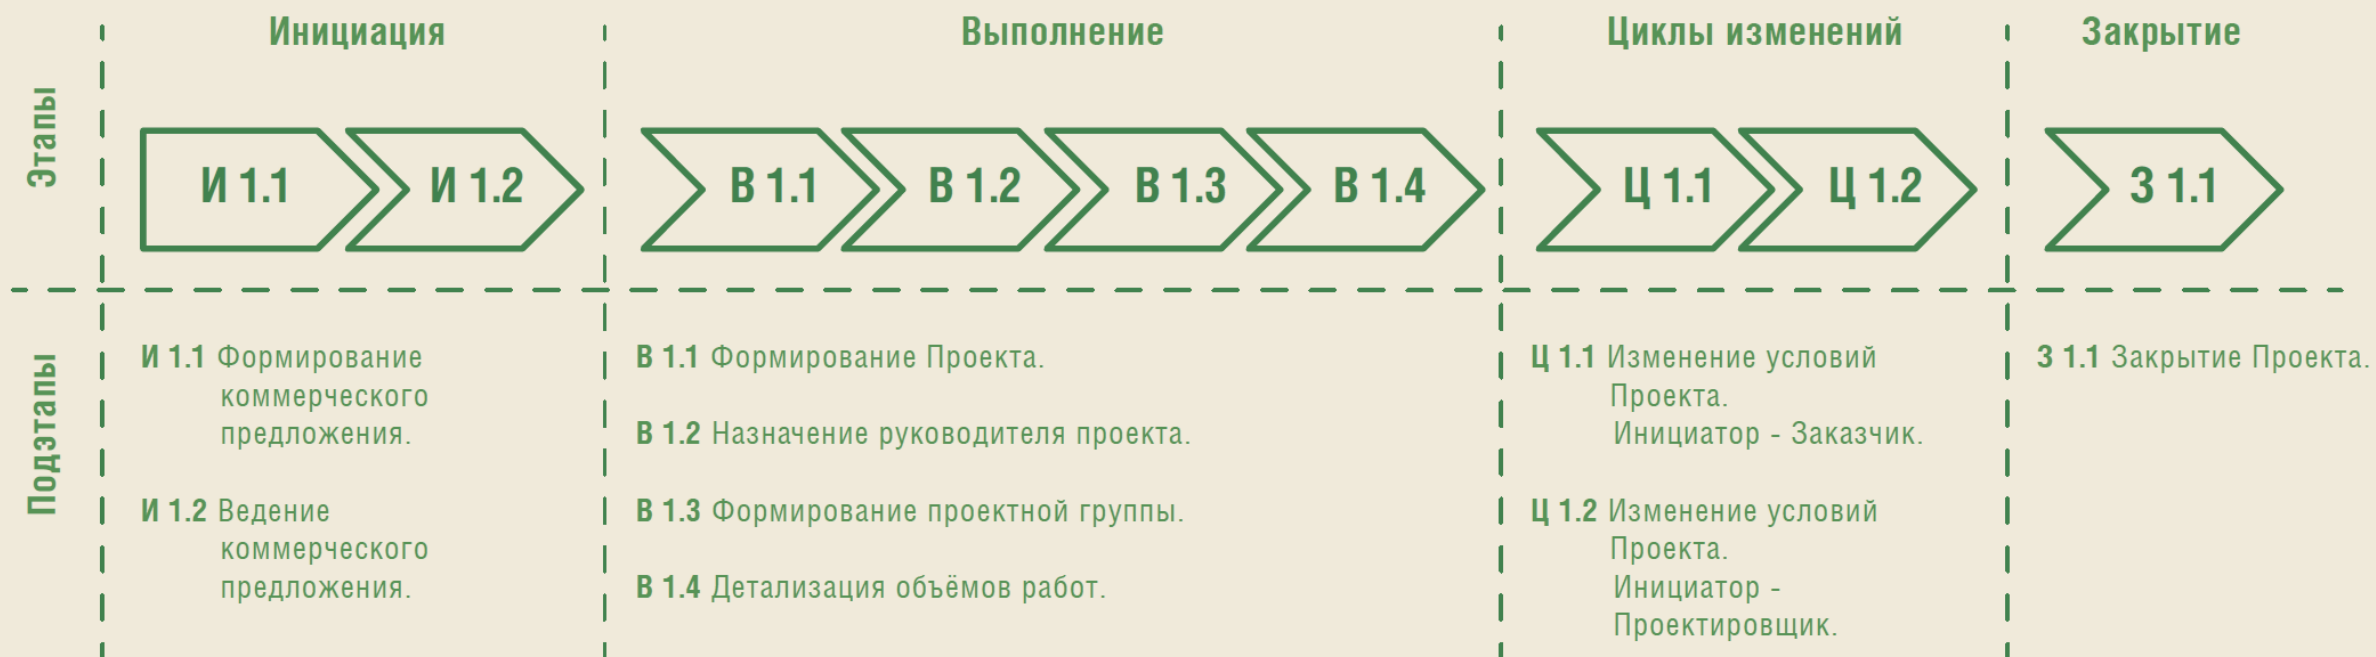 Инициация
Выполнение
Циклы изменений
Закрытие
Этапы
И 1.1
И 1.2
В 1.1
В 1.2
В 1.3
В 1.4
Ц 1.1
Ц 1.2
З 1.1
Подэтапы
И 1.1 Формирование
коммерческого
предложения.
И 1.2 Ведение
коммерческого
предложения.
В 1.1 Формирование Проекта.
В 1.2 Назначение руководителя проекта.
В 1.3 Формирование проектной группы.
В 1.4 Детализация объёмов работ.
Ц 1.1 Изменение условий
Проекта.
Инициатор - Заказчик.
Ц 1.2 Изменение условий
Проекта.
Инициатор -
Проектировщик.
З 1.1 Закрытие Проекта.